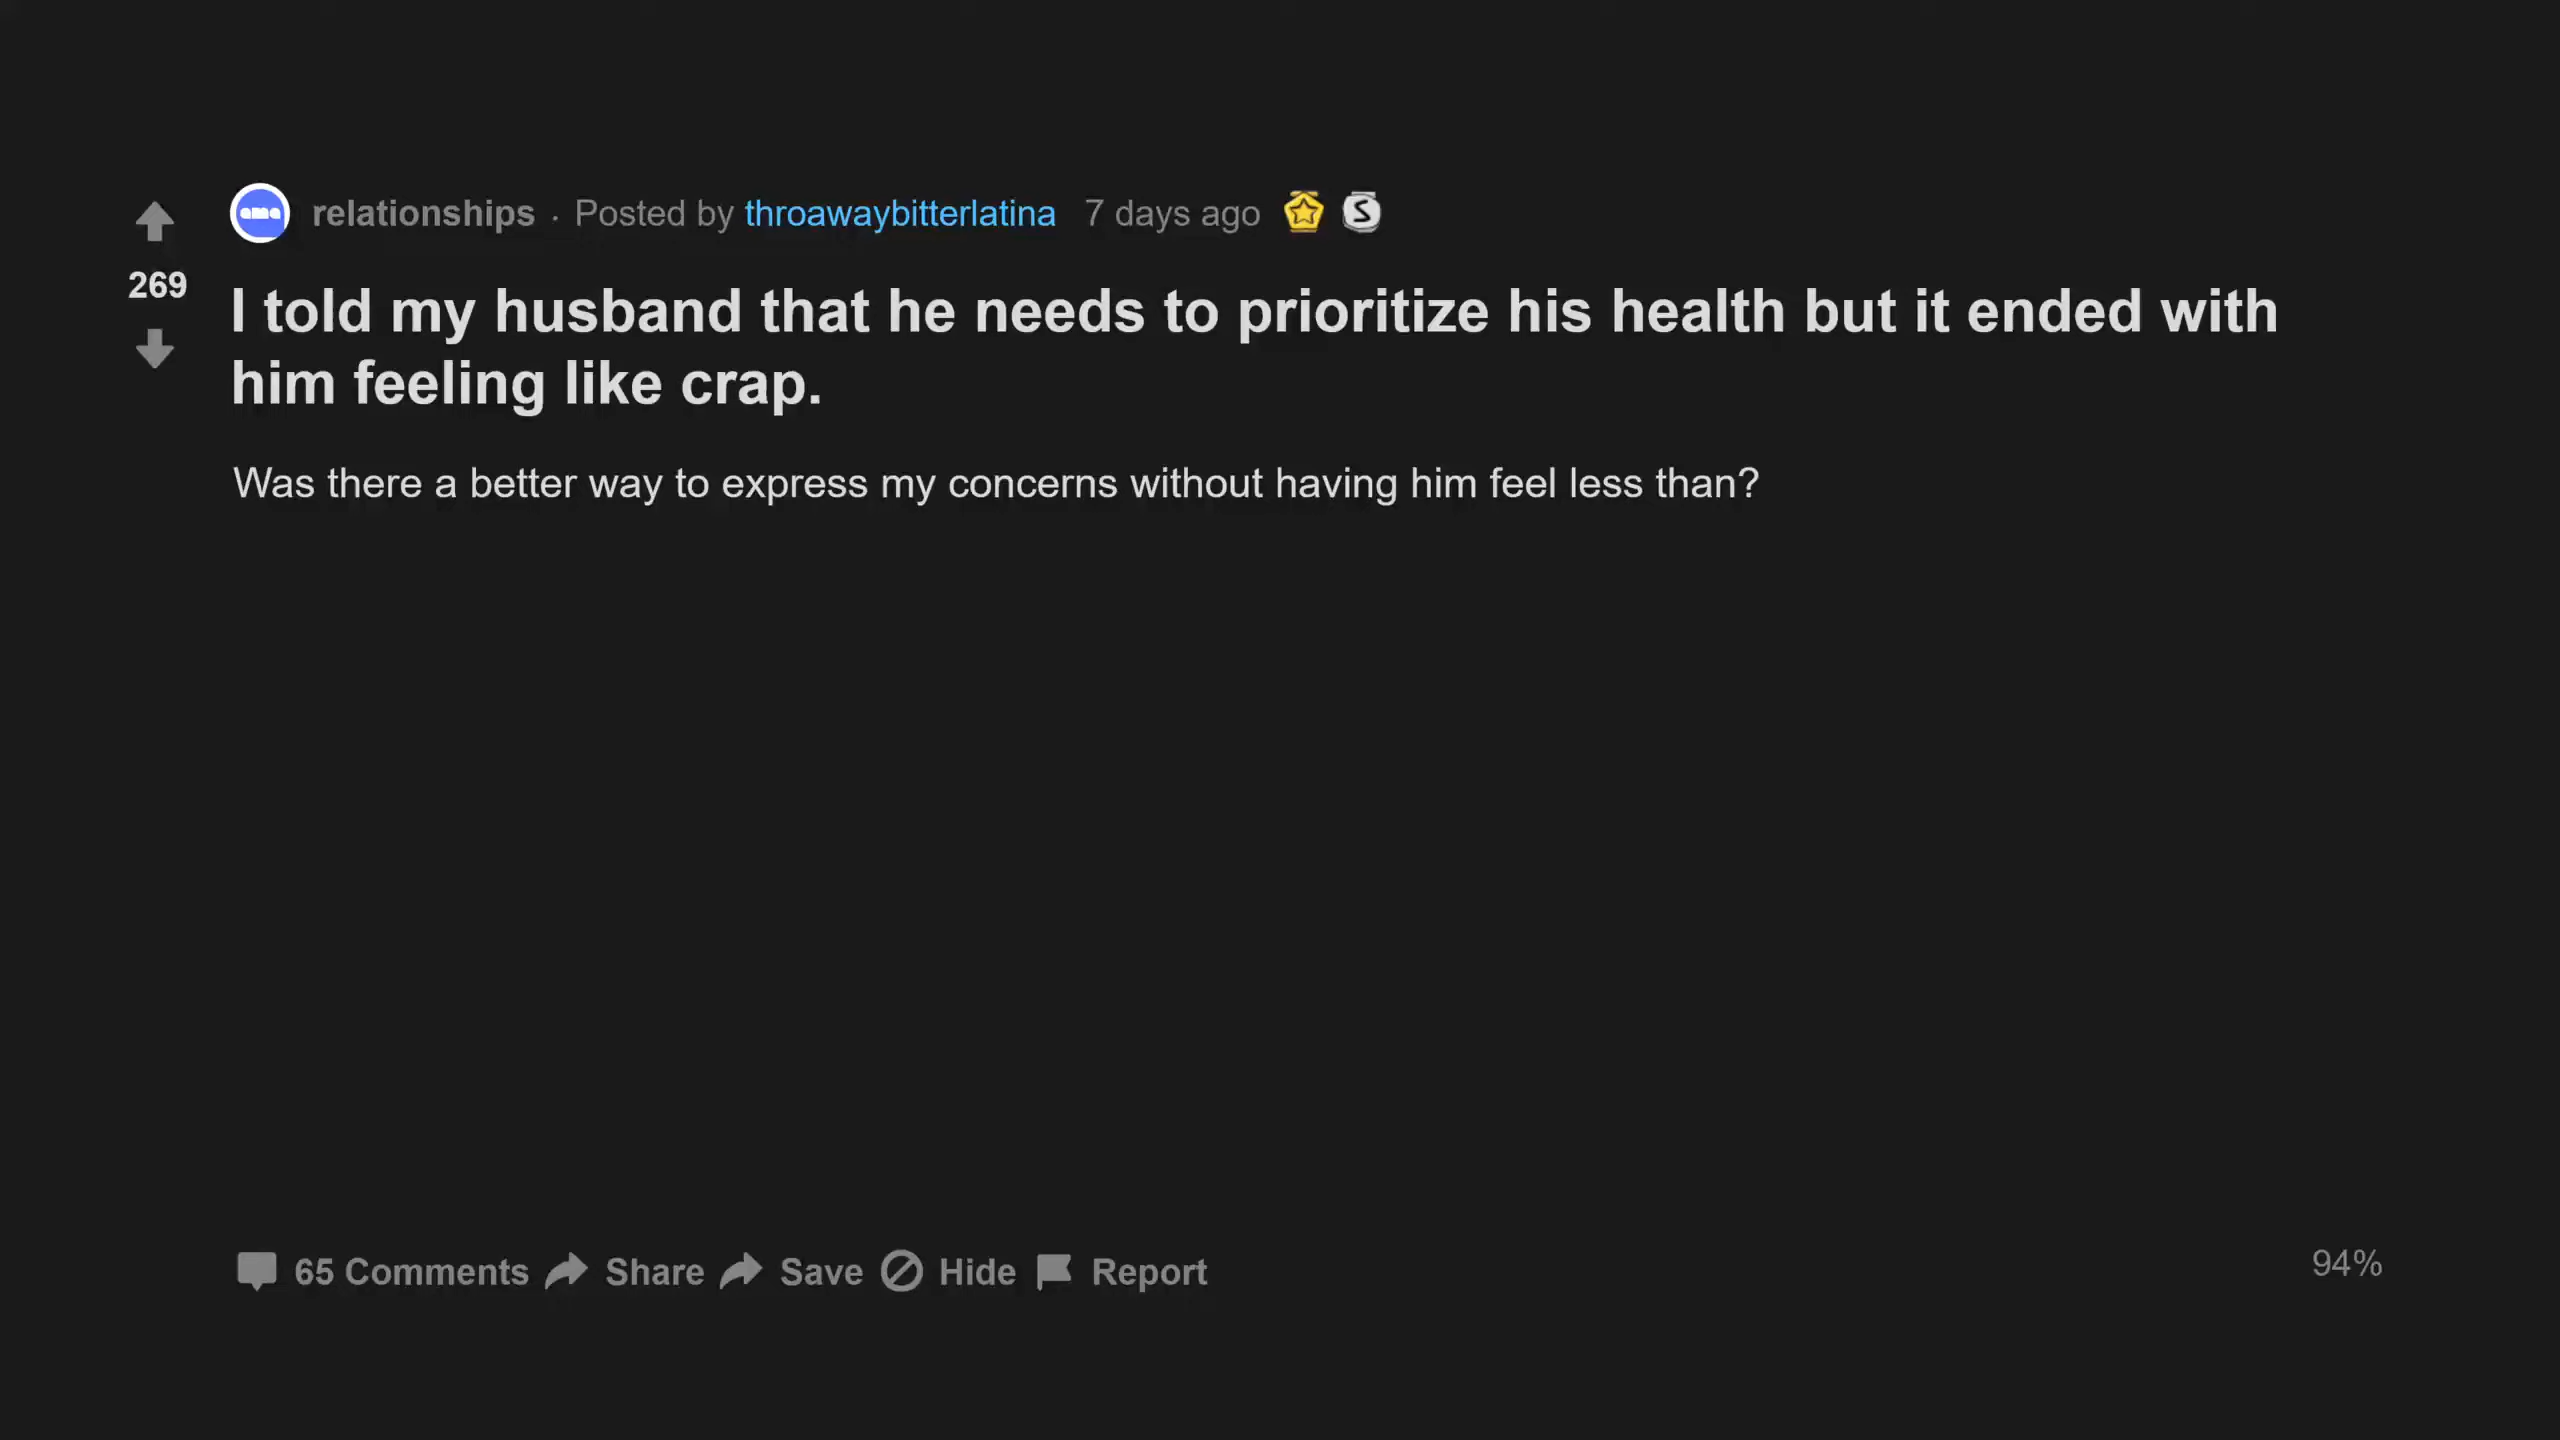 relationships · Posted by throawaybitterlatina 7 days ago
269
I told my husband that he needs to prioritize his health but it ended with
him feeling like crap.
Was there a better way to express my concerns without having him feel less than?
65 Comments Share Save Hide Report
94%